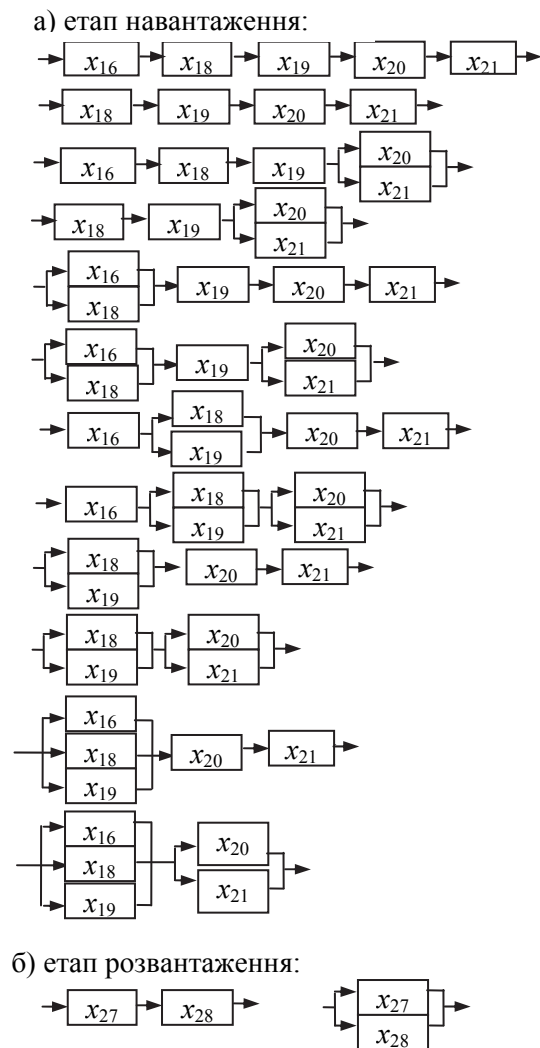 а) етап навантаження:
x16 x18 x19 x20 x21
x18 x19 x20 x21
x16 x18 x19 x20
x21
x18 x19 x20
x21
x16
x18 x19 x20 x21
x16 x19 x20
x18 x21
x16 x18 x20 x21
x19
x16 x18 x20
x19 x21
x18 x20 x21
x19
x18 x20
x19 x21
x16
x18 x20 x21
x19
x16 x20
x18
x19 x21
б) етап розвантаження:
x27 x28 x27
x28